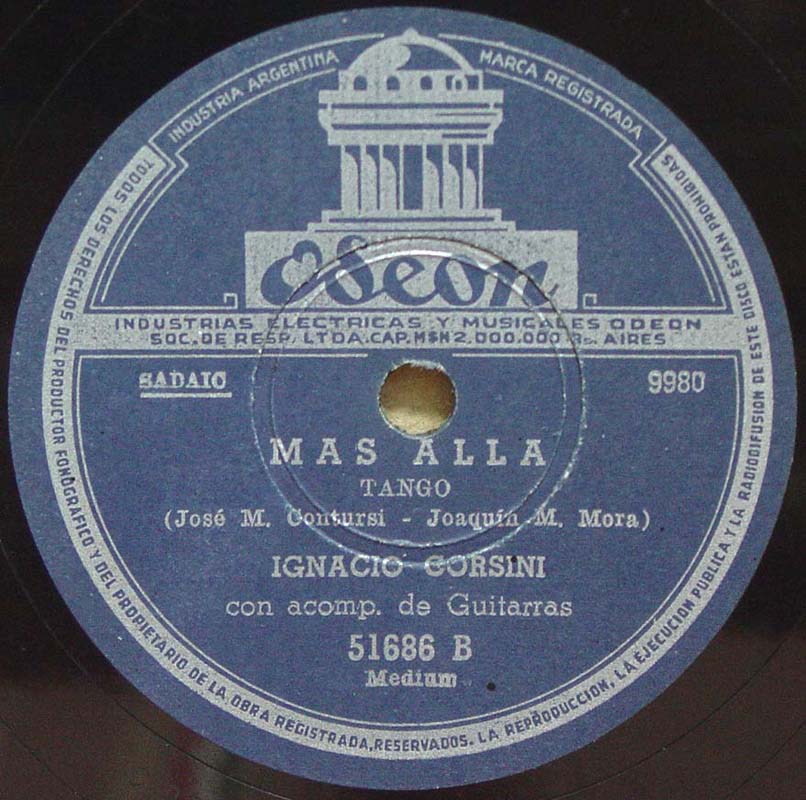 INDUSTRIA ARGENTINA
MARCA REGISTRADA
Odeon
INDUSTRIAS ELECTRICAS Y MUSICALES ODEON
SOC. DE RESP. LTDA. CAP. M$N 2.000.000 Bs. AIRES
SADAIC
9980
MAS ALLA
TANGO
(José M. Contursi - Joaquín M. Mora)
IGNACIO CORSINI
con acomp. de Guitarras
51686 B
Medium
TODOS LOS DERECHOS DEL PRODUCTOR FONOGRAFICO Y DEL PROPIETARIO DE LA OBRA REGISTRADA, RESERVADOS. LA REPRODUCCION, LA EJECUCION PUBLICA Y LA RADIODIFUSION DE ESTE DISCO ESTAN PROHIBIDAS